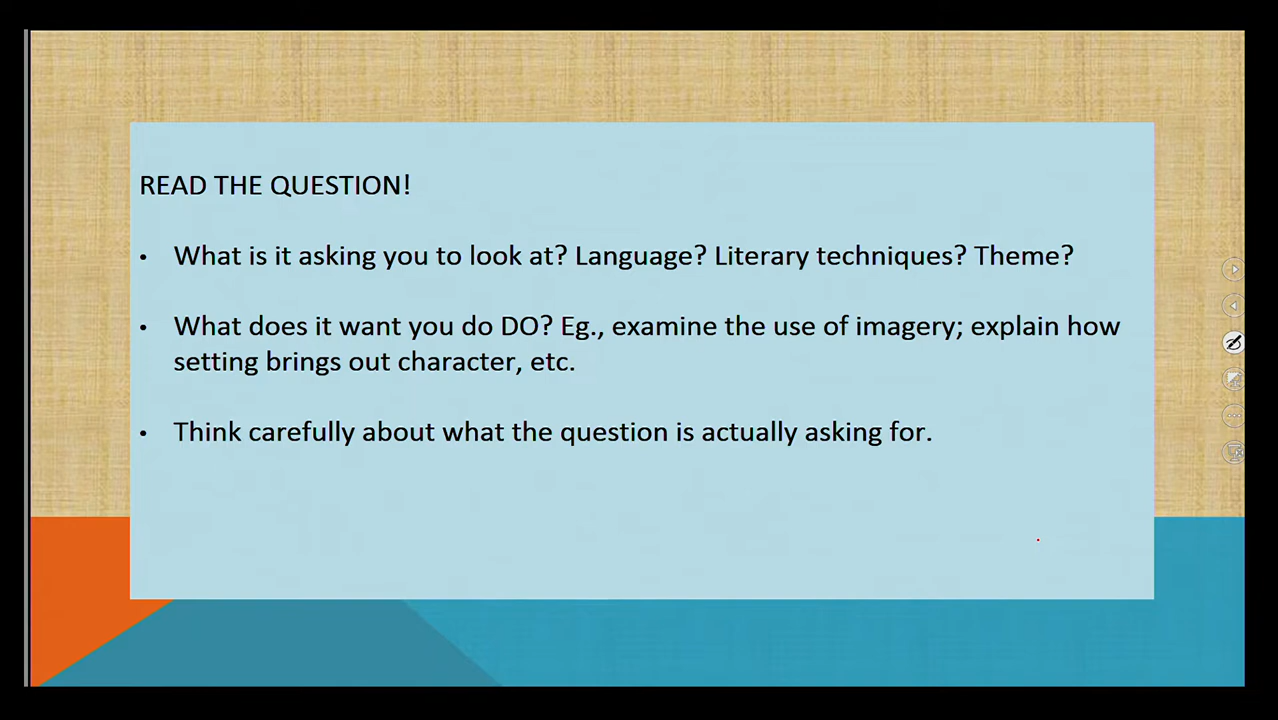 READ THE QUESTION!
• What is it asking you to look at? Language? Literary techniques? Theme?
• What does it want you do DO? Eg., examine the use of imagery; explain how
setting brings out character, etc.
• Think carefully about what the question is actually asking for.